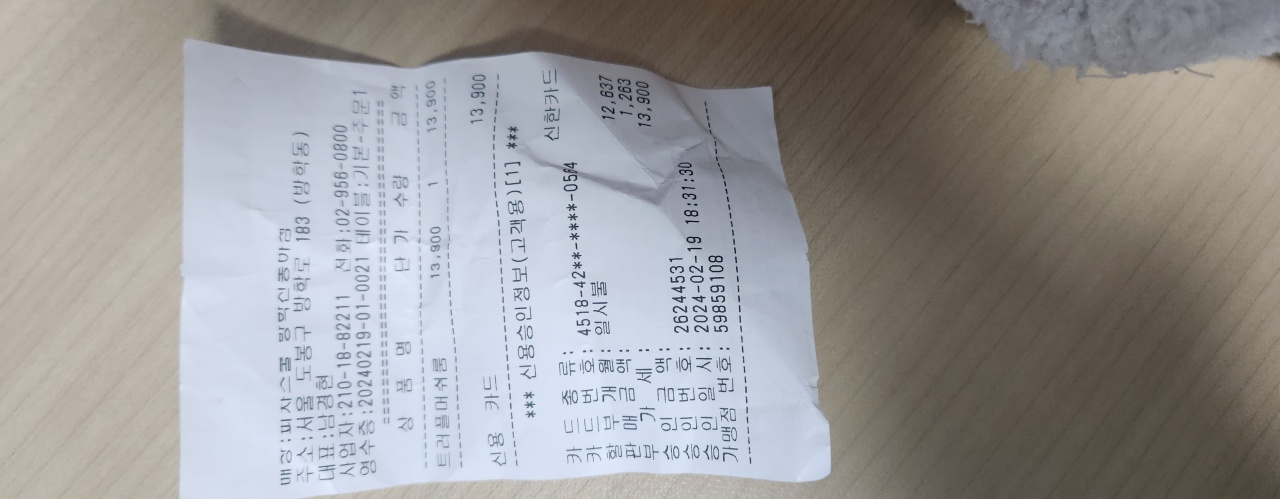 매장:피자스쿨 방학신동아점
주소:서울 도봉구 방학로 183 (방학동)
대표:남경현
사업자:210-18-82211 전화:02-956-0800
영수증:20240219-01-0021 테이블:기본-주문1
========================================
상 품 명 단 가 수량 금 액
----------------------------------------
트러플머쉬룸 13,900 1 13,900
----------------------------------------
신용 카드 13,900
----------------------------------------
*** 신용승인정보(고객용)[1] ***
카 드 종 류: 신한카드
카 드 번 호: 4518-42**-****-0574
할부 개월: 일시불
판 매 금 액: 12,637
부 가 세: 1,263
승 인 금 액: 13,900
승 인 번 호: 26244531
승 인 일 시: 2024-02-19 18:31:30
가맹점 번호: 59859108
----------------------------------------